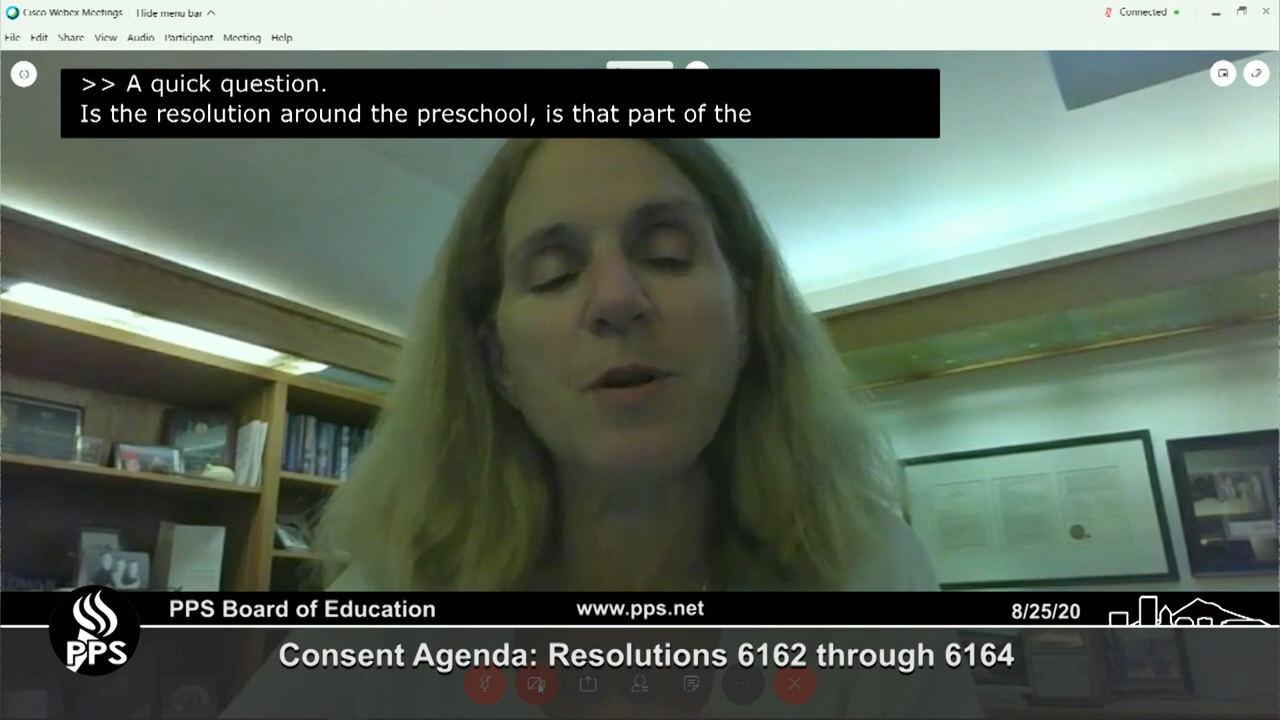 Cisco Webex Meetings Hide menu bar Connected
File Edit Share View Audio Participant Meeting Help
>> A quick question.
Is the resolution around the preschool, is that part of the
PPS Board of Education www.pps.net 8/25/20
PPS
Consent Agenda: Resolutions 6162 through 6164